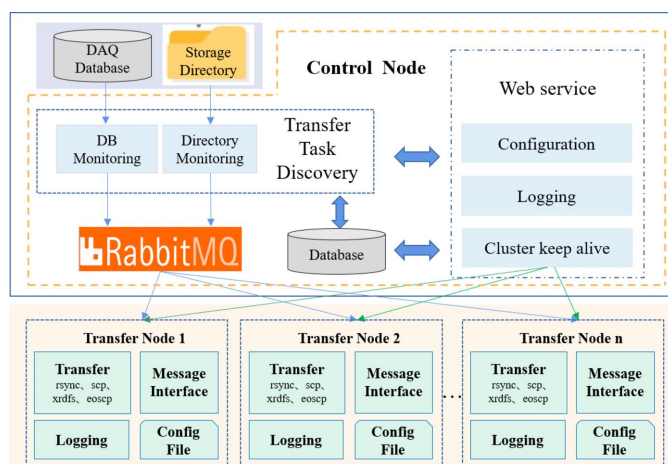 DAQ
Database
Storage
Directory
Control Node
Web service
DB
Monitoring
Directory
Monitoring
Transfer
Task
Discovery
Configuration
Logging
Cluster keep alive
RabbitMQ
Database
Transfer Node 1
Transfer
rsync、scp、
xrdfs、eoscp
Message
Interface
Logging
Config
File
Transfer Node 2
Transfer
rsync、scp、
xrdfs、eoscp
Message
Interface
Logging
Config
File
...
Transfer Node n
Transfer
rsync、scp、
xrdfs、eoscp
Message
Interface
Logging
Config
File